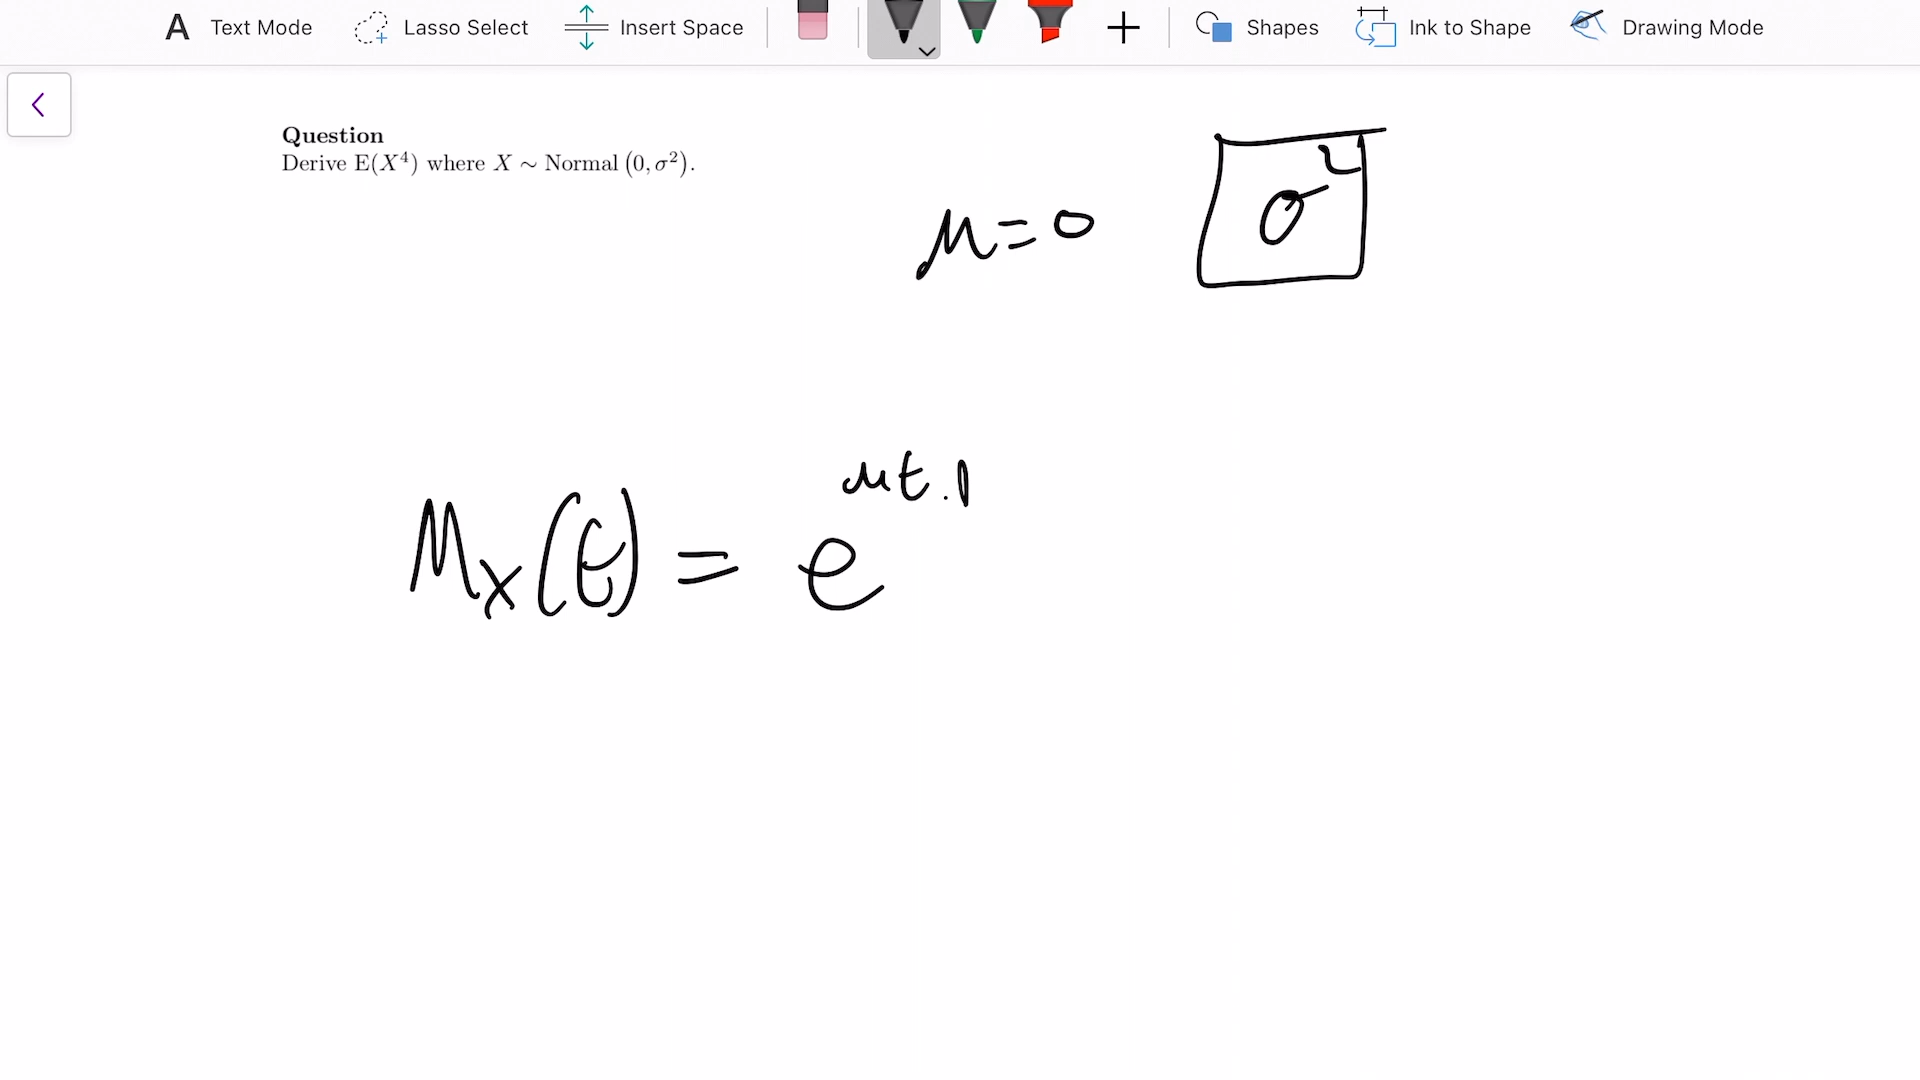 A Text Mode Lasso Select Insert Space Shapes Ink to Shape Drawing Mode
Question
Derive E(X⁴) where X ∼ Normal (0, σ²).
μ=0 σ²
Mₓ(t) = e^μt.